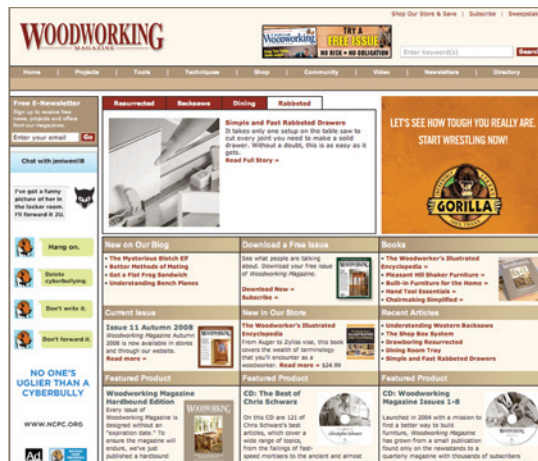 Shop Our Store & Save | Subscribe | Sweepstak
WOODWORKING
MAGAZINE
Woodworking
TRY A
FREE ISSUE
NO RISK • NO OBLIGATION
Enter keyword(s)
Searc
Home | Projects | Tools | Techniques | Shop | Community | Video | Newsletters | Directory
Free E-Newsletter
Sign up to receive free
news, projects and offers
from our magazines.
Enter your email
Go
Chat with jeniweni8
I've got a funny
picture of her in
the locker room.
I'll forward it 2U.
Hang on.
Delete
cyberbullying.
Don't write it.
Don't forward it.
NO ONE'S
UGLIER THAN A
CYBERBULLY
WWW.NCPC.ORG
Ad
Resurrected
Backsaws
Dining
Rabbeted
Simple and Fast Rabbeted Drawers
It takes only one setup on the table saw to
cut every joint you need to make a solid
drawer. Without a doubt, this is as easy as it
gets.
Read Full Story »
LET'S SEE HOW TOUGH YOU REALLY ARE.
START WRESTLING NOW!
GORILLA
New on Our Blog
• The Mysterious Blotch Elf
• Better Methods of Mating
• Get a Flat Frog Sandwich
• Understanding Bench Planes
Download a Free Issue
See what people are talking
about. Download your free
issue of
Woodworking Magazine.
Download Now »
Subscribe »
Books
• The Woodworker's Illustrated
Encyclopedia »
• Pleasant Hill Shaker Furniture »
• Built-in Furniture for the Home »
• Hand Tool Essentials »
• Chairmaking Simplified »
Current Issue
Issue 11 Autumn 2008
Woodworking Magazine Autumn
2008 is now available in stores
and through our website.
Read more »
New in Our Store
The Woodworker's Illustrated
Encyclopedia
From Auger to Zyliss vise, this book
covers the wealth of terminology
that you'll encounter as a
woodworker. Read more » $24.99
Recent Articles
• Understanding Western Backsaws
• The Shop Box System
• Drawboring Resurrected
• Dining Room Tray
• Simple and Fast Rabbeted Drawers
Featured Product
Woodworking Magazine
Hardbound Edition
Every issue of
Woodworking Magazine is
designed without an
"expiration date." To
ensure the magazine will
endure, we've just
published a hardbound
Featured Product
CD: The Best of
Chris Schwarz
On this CD are 121 of
Chris Schwarz's best
articles, which cover a
wide range of topics,
from the failings of fast-
speed mortisers to the ancient and almost
Featured Product
CD: Woodworking
Magazine Issues 1-8
Launched in 2004 with a mission to
find a better way to build
furniture, Woodworking Magazine
has grown from a small publication
found only on the newsstands to a
quarterly magazine with thousands of subscribers